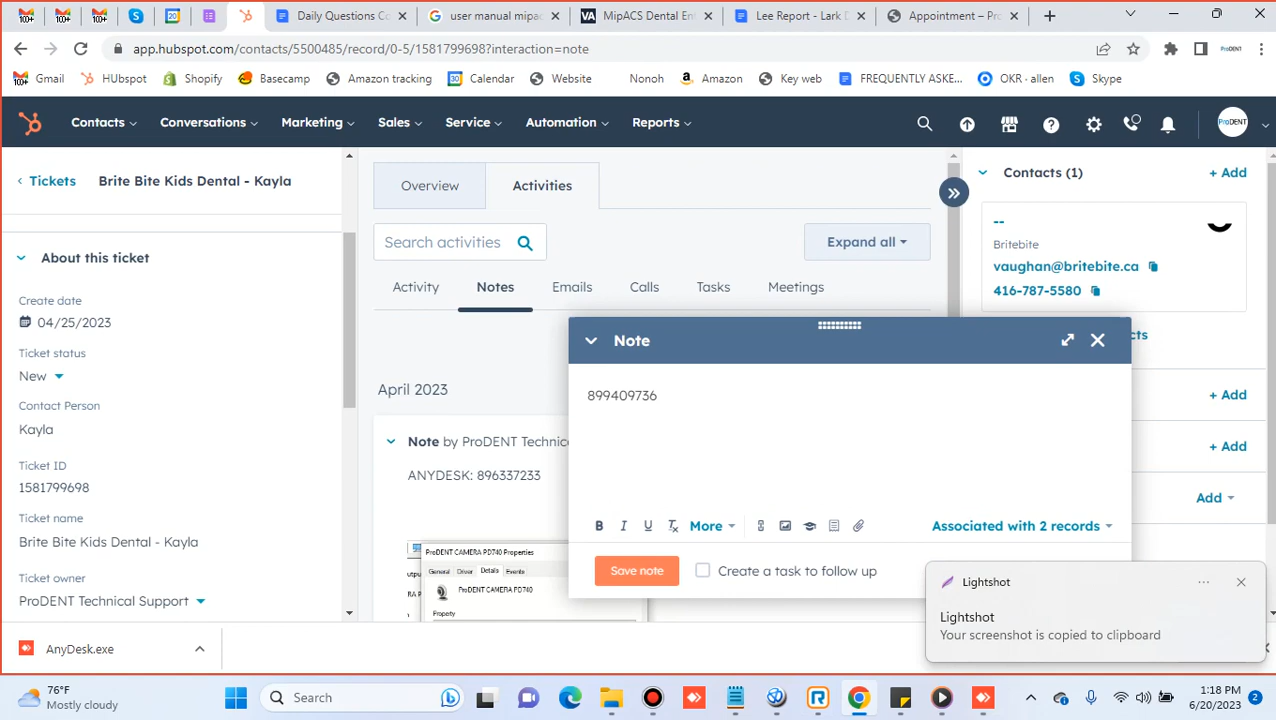 Daily Questions Co
user manual mipac
MipACS Dental Ent
Lee Report - Lark D
Appointment – Pro
app.hubspot.com/contacts/5500485/record/0-5/1581799698?interaction=note
Gmail
HUbspot
Shopify
Basecamp
Amazon tracking
Calendar
Website
Nonoh
Amazon
Key web
FREQUENTLY ASKE...
OKR · allen
Skype
Contacts
Conversations
Marketing
Sales
Service
Automation
Reports
ProDENT
Tickets
Brite Bite Kids Dental - Kayla
About this ticket
Create date
04/25/2023
Ticket status
New
Contact Person
Kayla
Ticket ID
1581799698
Ticket name
Brite Bite Kids Dental - Kayla
Ticket owner
ProDENT Technical Support
Overview
Activities
Search activities
Expand all
Activity
Notes
Emails
Calls
Tasks
Meetings
April 2023
Note by ProDENT Technic
ANYDESK: 896337233
ProDENT CAMERA PD740 Properties
General Driver Details Events
ProDENT CAMERA PD740
Property
Note
899409736
B I U Tx More
Associated with 2 records
Save note
Create a task to follow up
Contacts (1)
+ Add
--
Britebite
vaughan@britebite.ca
416-787-5580
cts
+ Add
+ Add
Add
Lightshot
Lightshot
Your screenshot is copied to clipboard
AnyDesk.exe
76°F
Mostly cloudy
Search
1:18 PM
6/20/2023
2